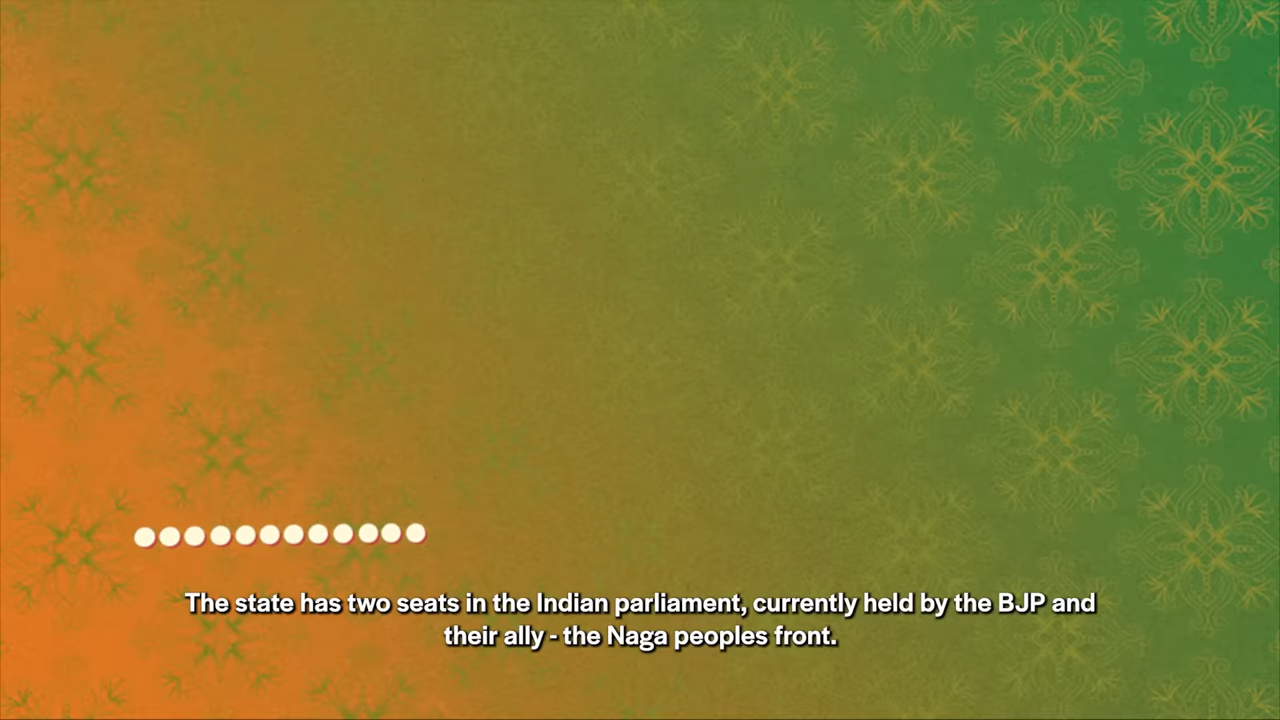 The state has two seats in the Indian parliament, currently held by the BJP and
their ally - the Naga peoples front.